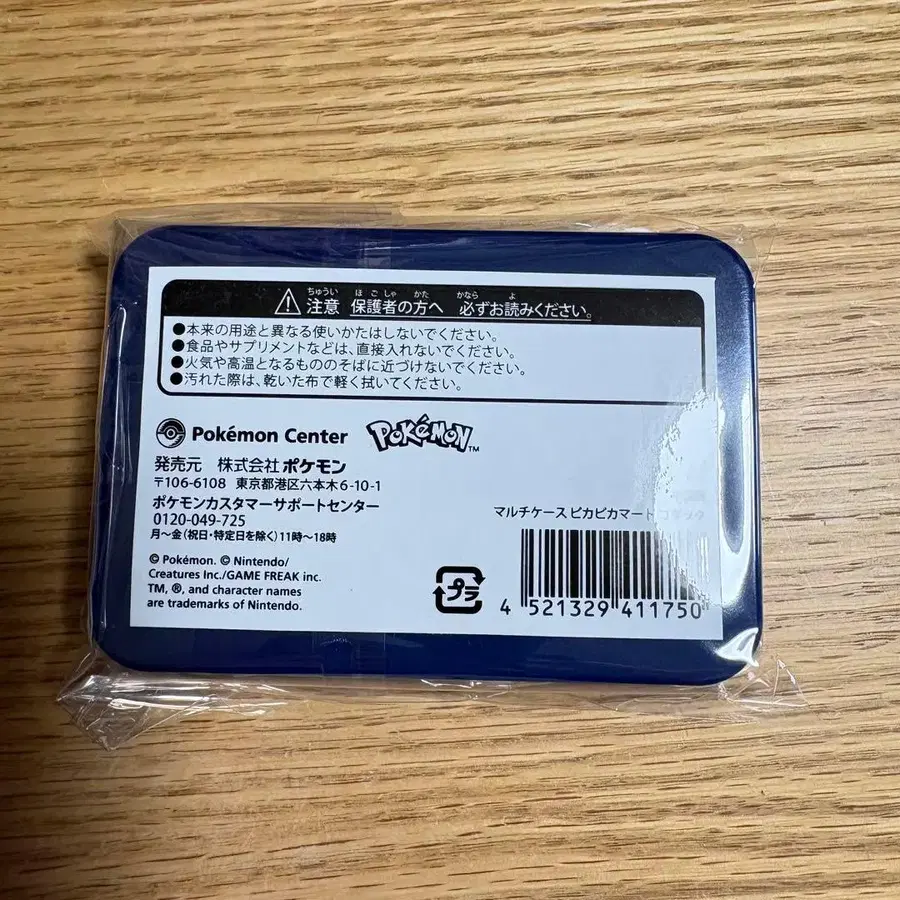 ちゅうい ほごしゃ かた かなら よ
注意 保護者の方へ 必ずお読みください。
●本来の用途と異なる使いかたはしないでください。
●食品やサプリメントなどは、直接入れないでください。
●火気や高温となるもののそばに近づけないでください。
●汚れた際は、乾いた布で軽く拭いてください。
Pokémon Center POKéMON™
発売元 株式会社ポケモン
〒106-6108 東京都港区六本木6-10-1
ポケモンカスタマーサポートセンター
0120-049-725
月〜金(祝日・特定日を除く)11時〜18時
© Pokémon. © Nintendo/
Creatures Inc./GAME FREAK inc.
TM, ®, and character names
are trademarks of Nintendo.
マルチケース ピカピカマート
プラ
4 521329 411750